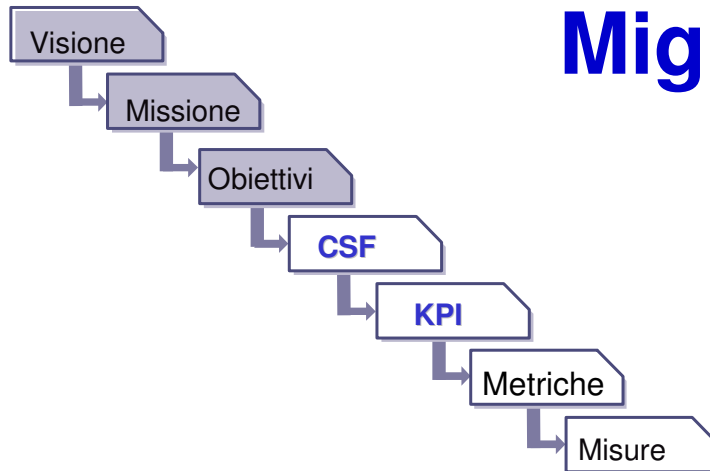 Mig
Visione
Missione
Obiettivi
CSF
KPI
Metriche
Misure